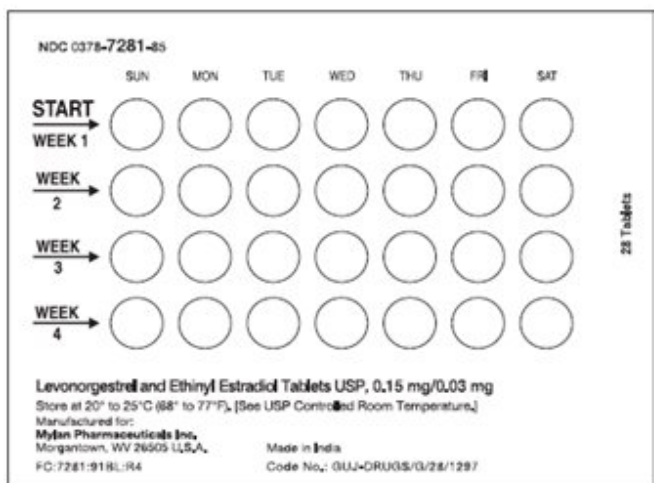 NDC 0378-7281-85
SUN MON TUE WED THU FRI SAT
START
WEEK 1
WEEK
2
WEEK
3
WEEK
4
28 Tablets
Levonorgestrel and Ethinyl Estradiol Tablets USP, 0.15 mg/0.03 mg
Store at 20° to 25°C (68° to 77°F). [See USP Controlled Room Temperature.]
Manufactured for:
Mylan Pharmaceuticals Inc.
Morgantown, WV 26505 U.S.A. Made in India
FC:7281:91BL:R4 Code No.: GUJ-DRUGS/G/28/1297